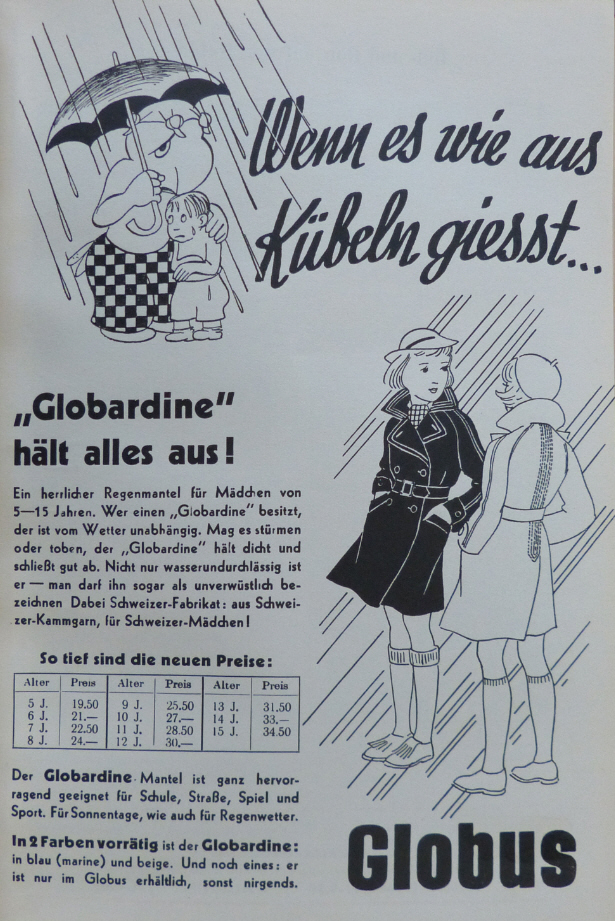 Wenn es wie aus
Kübeln giesst...
„Globardine"
hält alles aus!
Ein herrlicher Regenmantel für Mädchen von
5—15 Jahren. Wer einen „Globardine" besitzt,
der ist vom Wetter unabhängig. Mag es stürmen
oder toben, der „Globardine" hält dicht und
schließt gut ab. Nicht nur wasserundurchlässig ist
er — man darf ihn sogar als unverwüstlich be-
zeichnen Dabei Schweizer-Fabrikat: aus Schwei-
zer-Kammgarn, für Schweizer-Mädchen!
So tief sind die neuen Preise:
Alter Preis Alter Preis Alter Preis
5 J. 19.50 9 J. 25.50 13 J. 31.50
6 J. 21.— 10 J. 27.— 14 J. 33.—
7 J. 22.50 11 J. 28.50 15 J. 34.50
8 J. 24.— 12 J. 30.—
Der Globardine-Mantel ist ganz hervor-
ragend geeignet für Schule, Straße, Spiel und
Sport. Für Sonnentage, wie auch für Regenwetter.
In 2 Farben vorrätig ist der Globardine:
in blau (marine) und beige. Und noch eines: er
ist nur im Globus erhältlich, sonst nirgends.
Globus